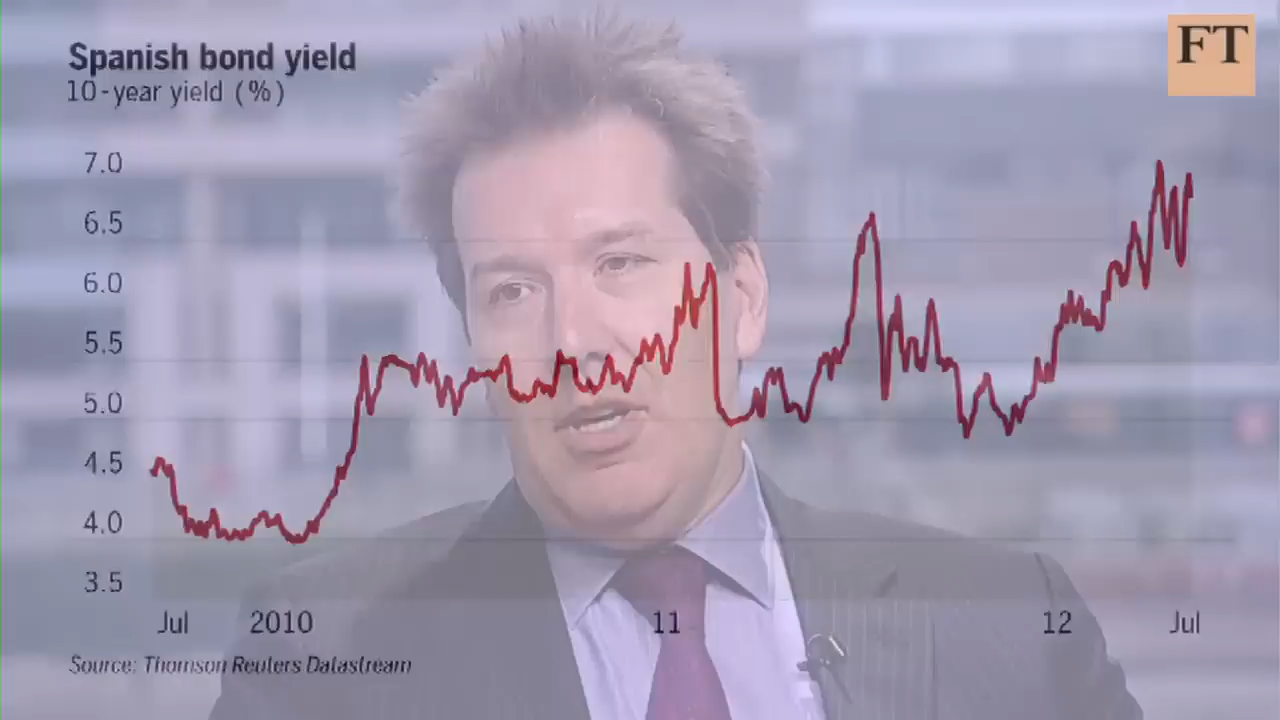 Spanish bond yield
10-year yield (%)
FT
7.0
6.5
6.0
5.5
5.0
4.5
4.0
3.5
Jul 2010 11 12 Jul
Source: Thomson Reuters Datastream